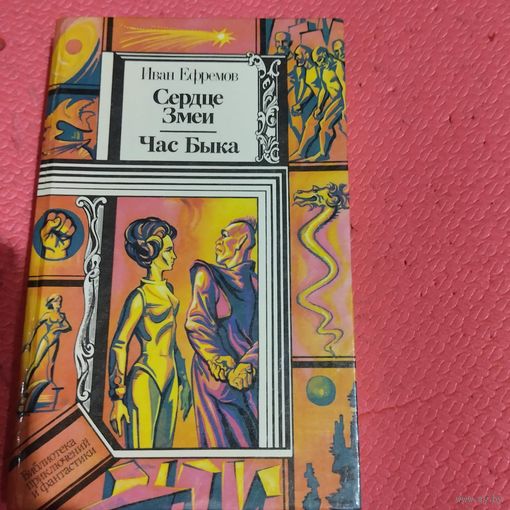 Иван Ефремов
Сердце
Змеи
Час Быка
Библиотека
приключений
и фантастики